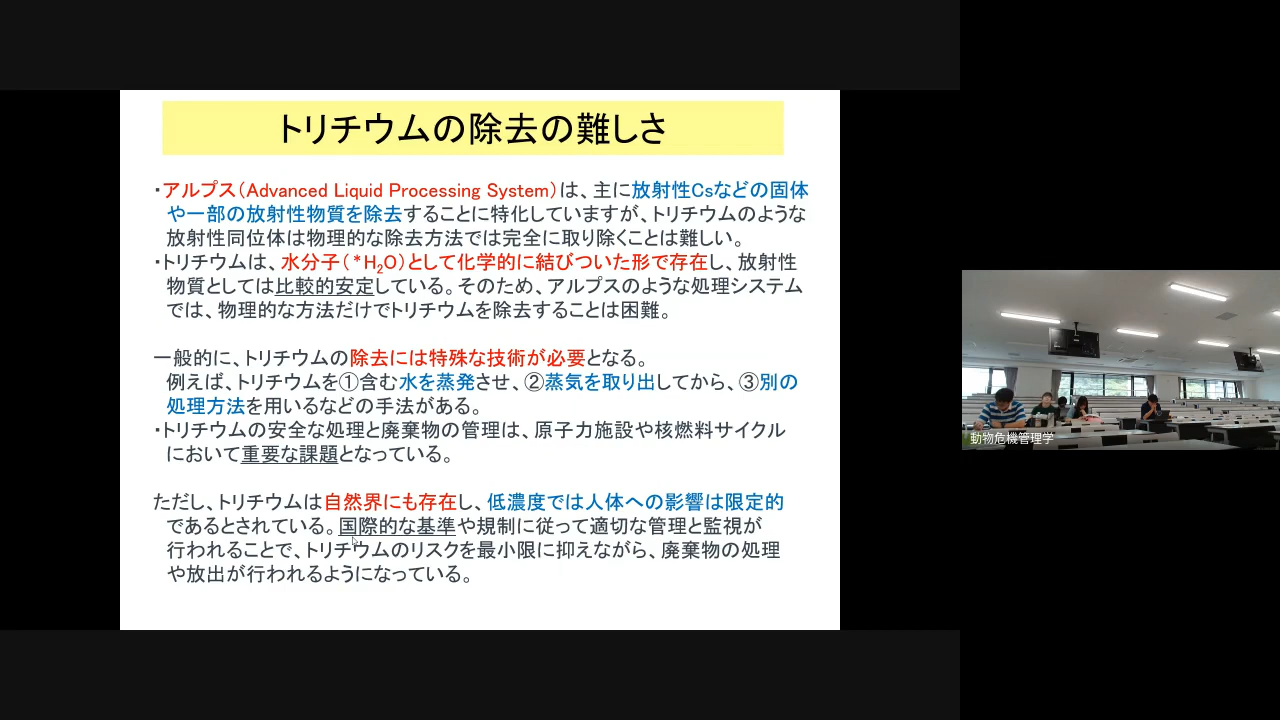 トリチウムの除去の難しさ
・アルプス(Advanced Liquid Processing System)は、主に放射性Csなどの固体
や一部の放射性物質を除去することに特化していますが、トリチウムのような
放射性同位体は物理的な除去方法では完全に取り除くことは難しい。
・トリチウムは、水分子(*H₂O)として化学的に結びついた形で存在し、放射性
物質としては比較的安定している。そのため、アルプスのような処理システム
では、物理的な方法だけでトリチウムを除去することは困難。
一般的に、トリチウムの除去には特殊な技術が必要となる。
例えば、トリチウムを①含む水を蒸発させ、②蒸気を取り出してから、③別の
処理方法を用いるなどの手法がある。
・トリチウムの安全な処理と廃棄物の管理は、原子力施設や核燃料サイクル
において重要な課題となっている。
ただし、トリチウムは自然界にも存在し、低濃度では人体への影響は限定的
であるとされている。国際的な基準や規制に従って適切な管理と監視が
行われることで、トリチウムのリスクを最小限に抑えながら、廃棄物の処理
や放出が行われるようになっている。
動物危機管理学